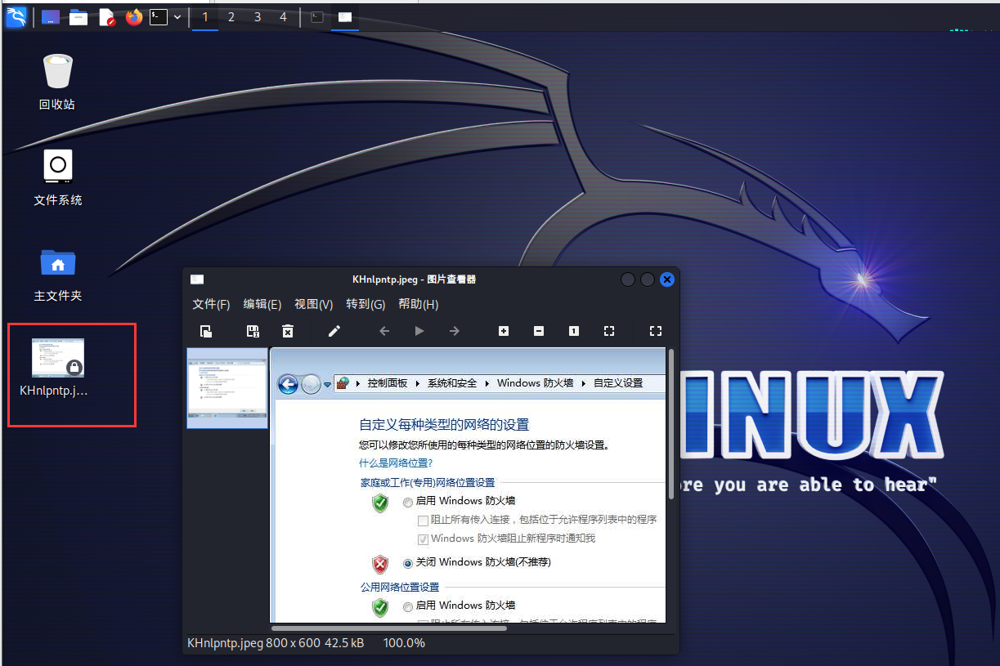 1 2 3 4
回收站
文件系统
主文件夹
KHnlpntp.j...
KHnlpntp.jpeg - 图片查看器
文件(F) 编辑(E) 视图(V) 转到(G) 帮助(H)
控制面板 系统和安全 Windows 防火墙 自定义设置
自定义每种类型的网络的设置
您可以修改您所使用的每种类型的网络位置的防火墙设置。
什么是网络位置?
家庭或工作(专用)网络位置设置
启用 Windows 防火墙
阻止所有传入连接，包括位于允许程序列表中的程序
Windows 防火墙阻止新程序时通知我
关闭 Windows 防火墙(不推荐)
公用网络位置设置
启用 Windows 防火墙
INUX
re you are able to hear"
KHnlpntp.jpeg 800 x 600 42.5 kB 100.0%